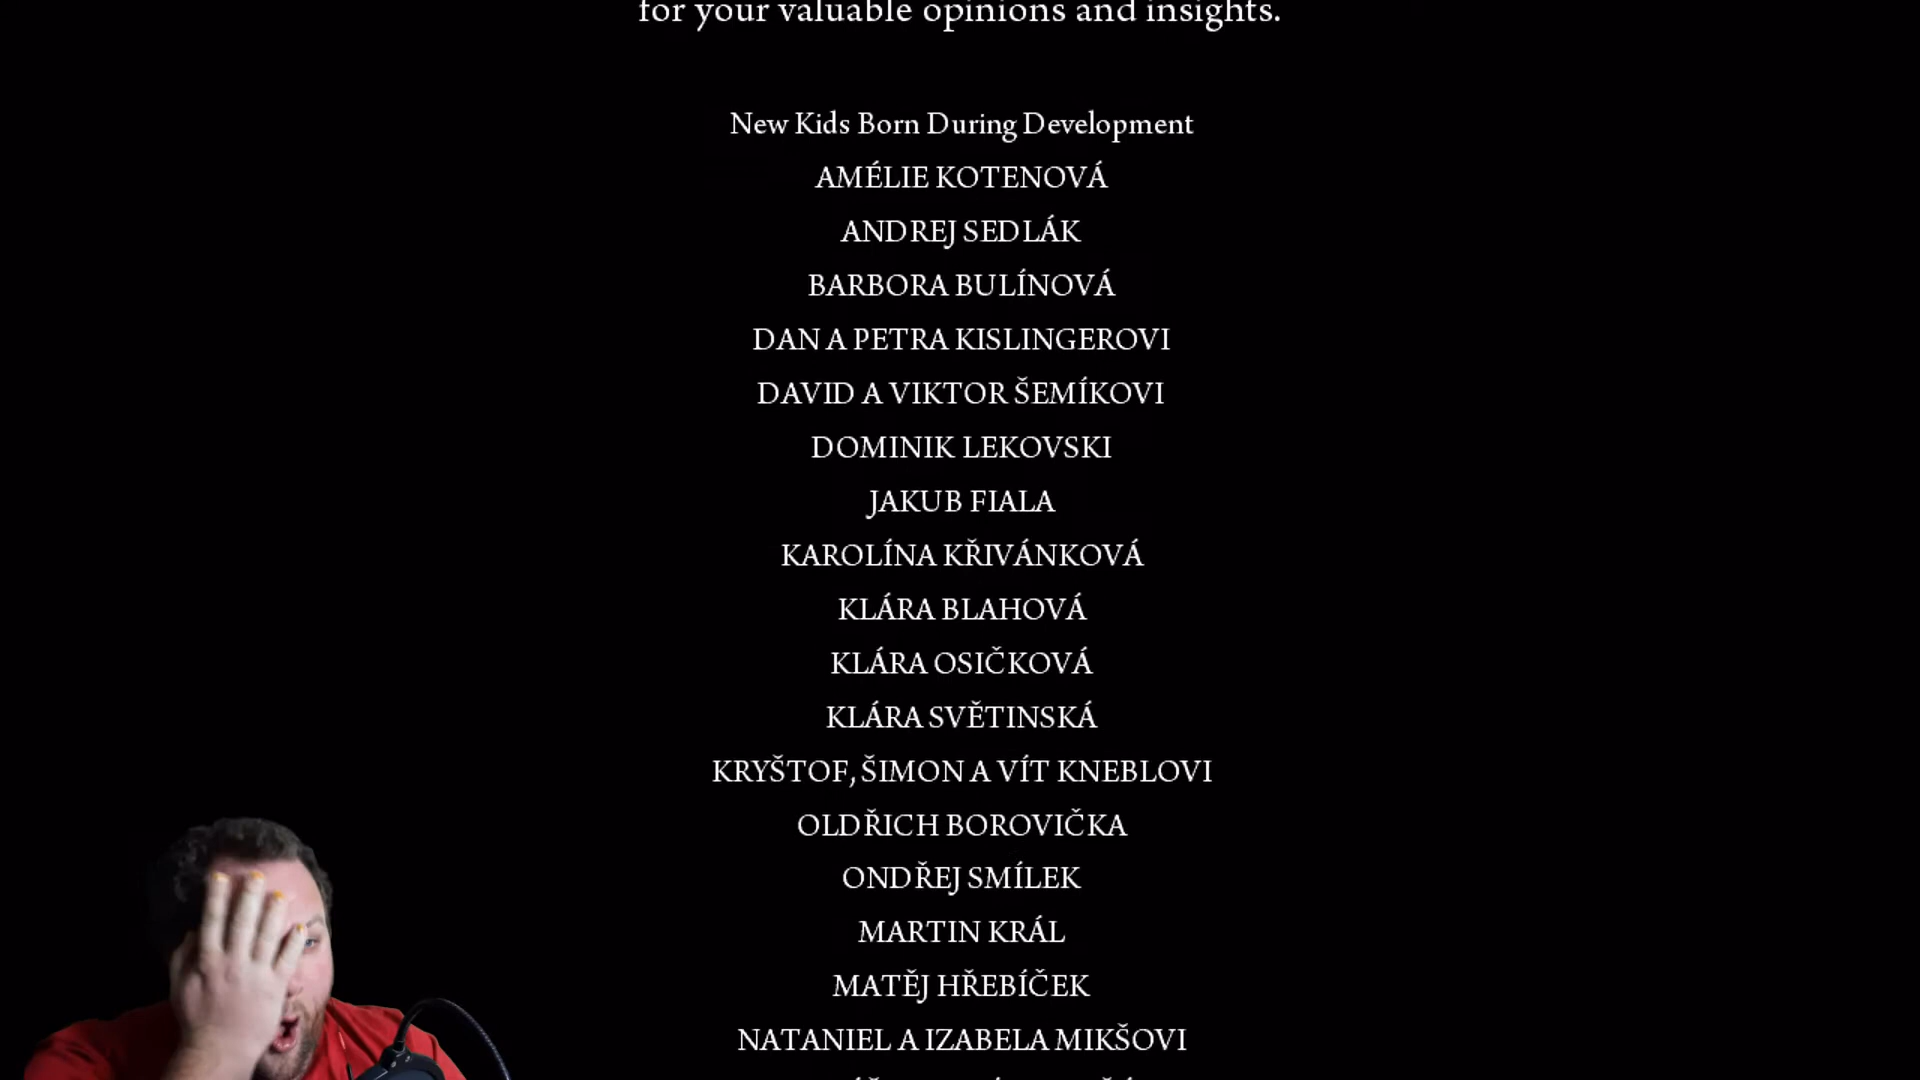 for your valuable opinions and insights.
New Kids Born During Development
AMÉLIE KOTENOVÁ
ANDREJ SEDLÁK
BARBORA BULÍNOVÁ
DAN A PETRA KISLINGEROVI
DAVID A VIKTOR ŠEMÍKOVI
DOMINIK LEKOVSKI
JAKUB FIALA
KAROLÍNA KŘIVÁNKOVÁ
KLÁRA BLAHOVÁ
KLÁRA OSIČKOVÁ
KLÁRA SVĚTINSKÁ
KRYŠTOF, ŠIMON A VÍT KNEBLOVI
OLDŘICH BOROVIČKA
ONDŘEJ SMÍLEK
MARTIN KRÁL
MATĚJ HŘEBÍČEK
NATANIEL A IZABELA MIKŠOVI